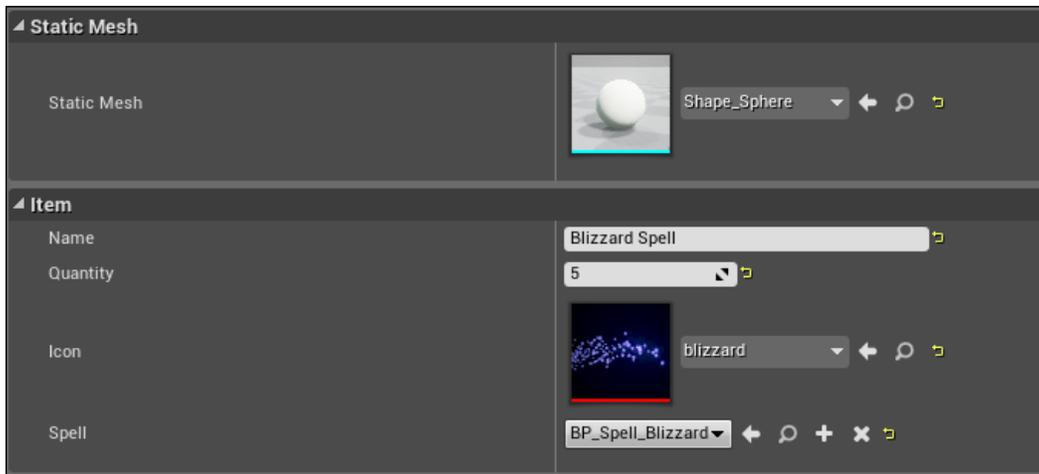 Static Mesh
Static Mesh
Shape_Sphere
Item
Name
Blizzard Spell
Quantity
5
Icon
blizzard
Spell
BP_Spell_Blizzard